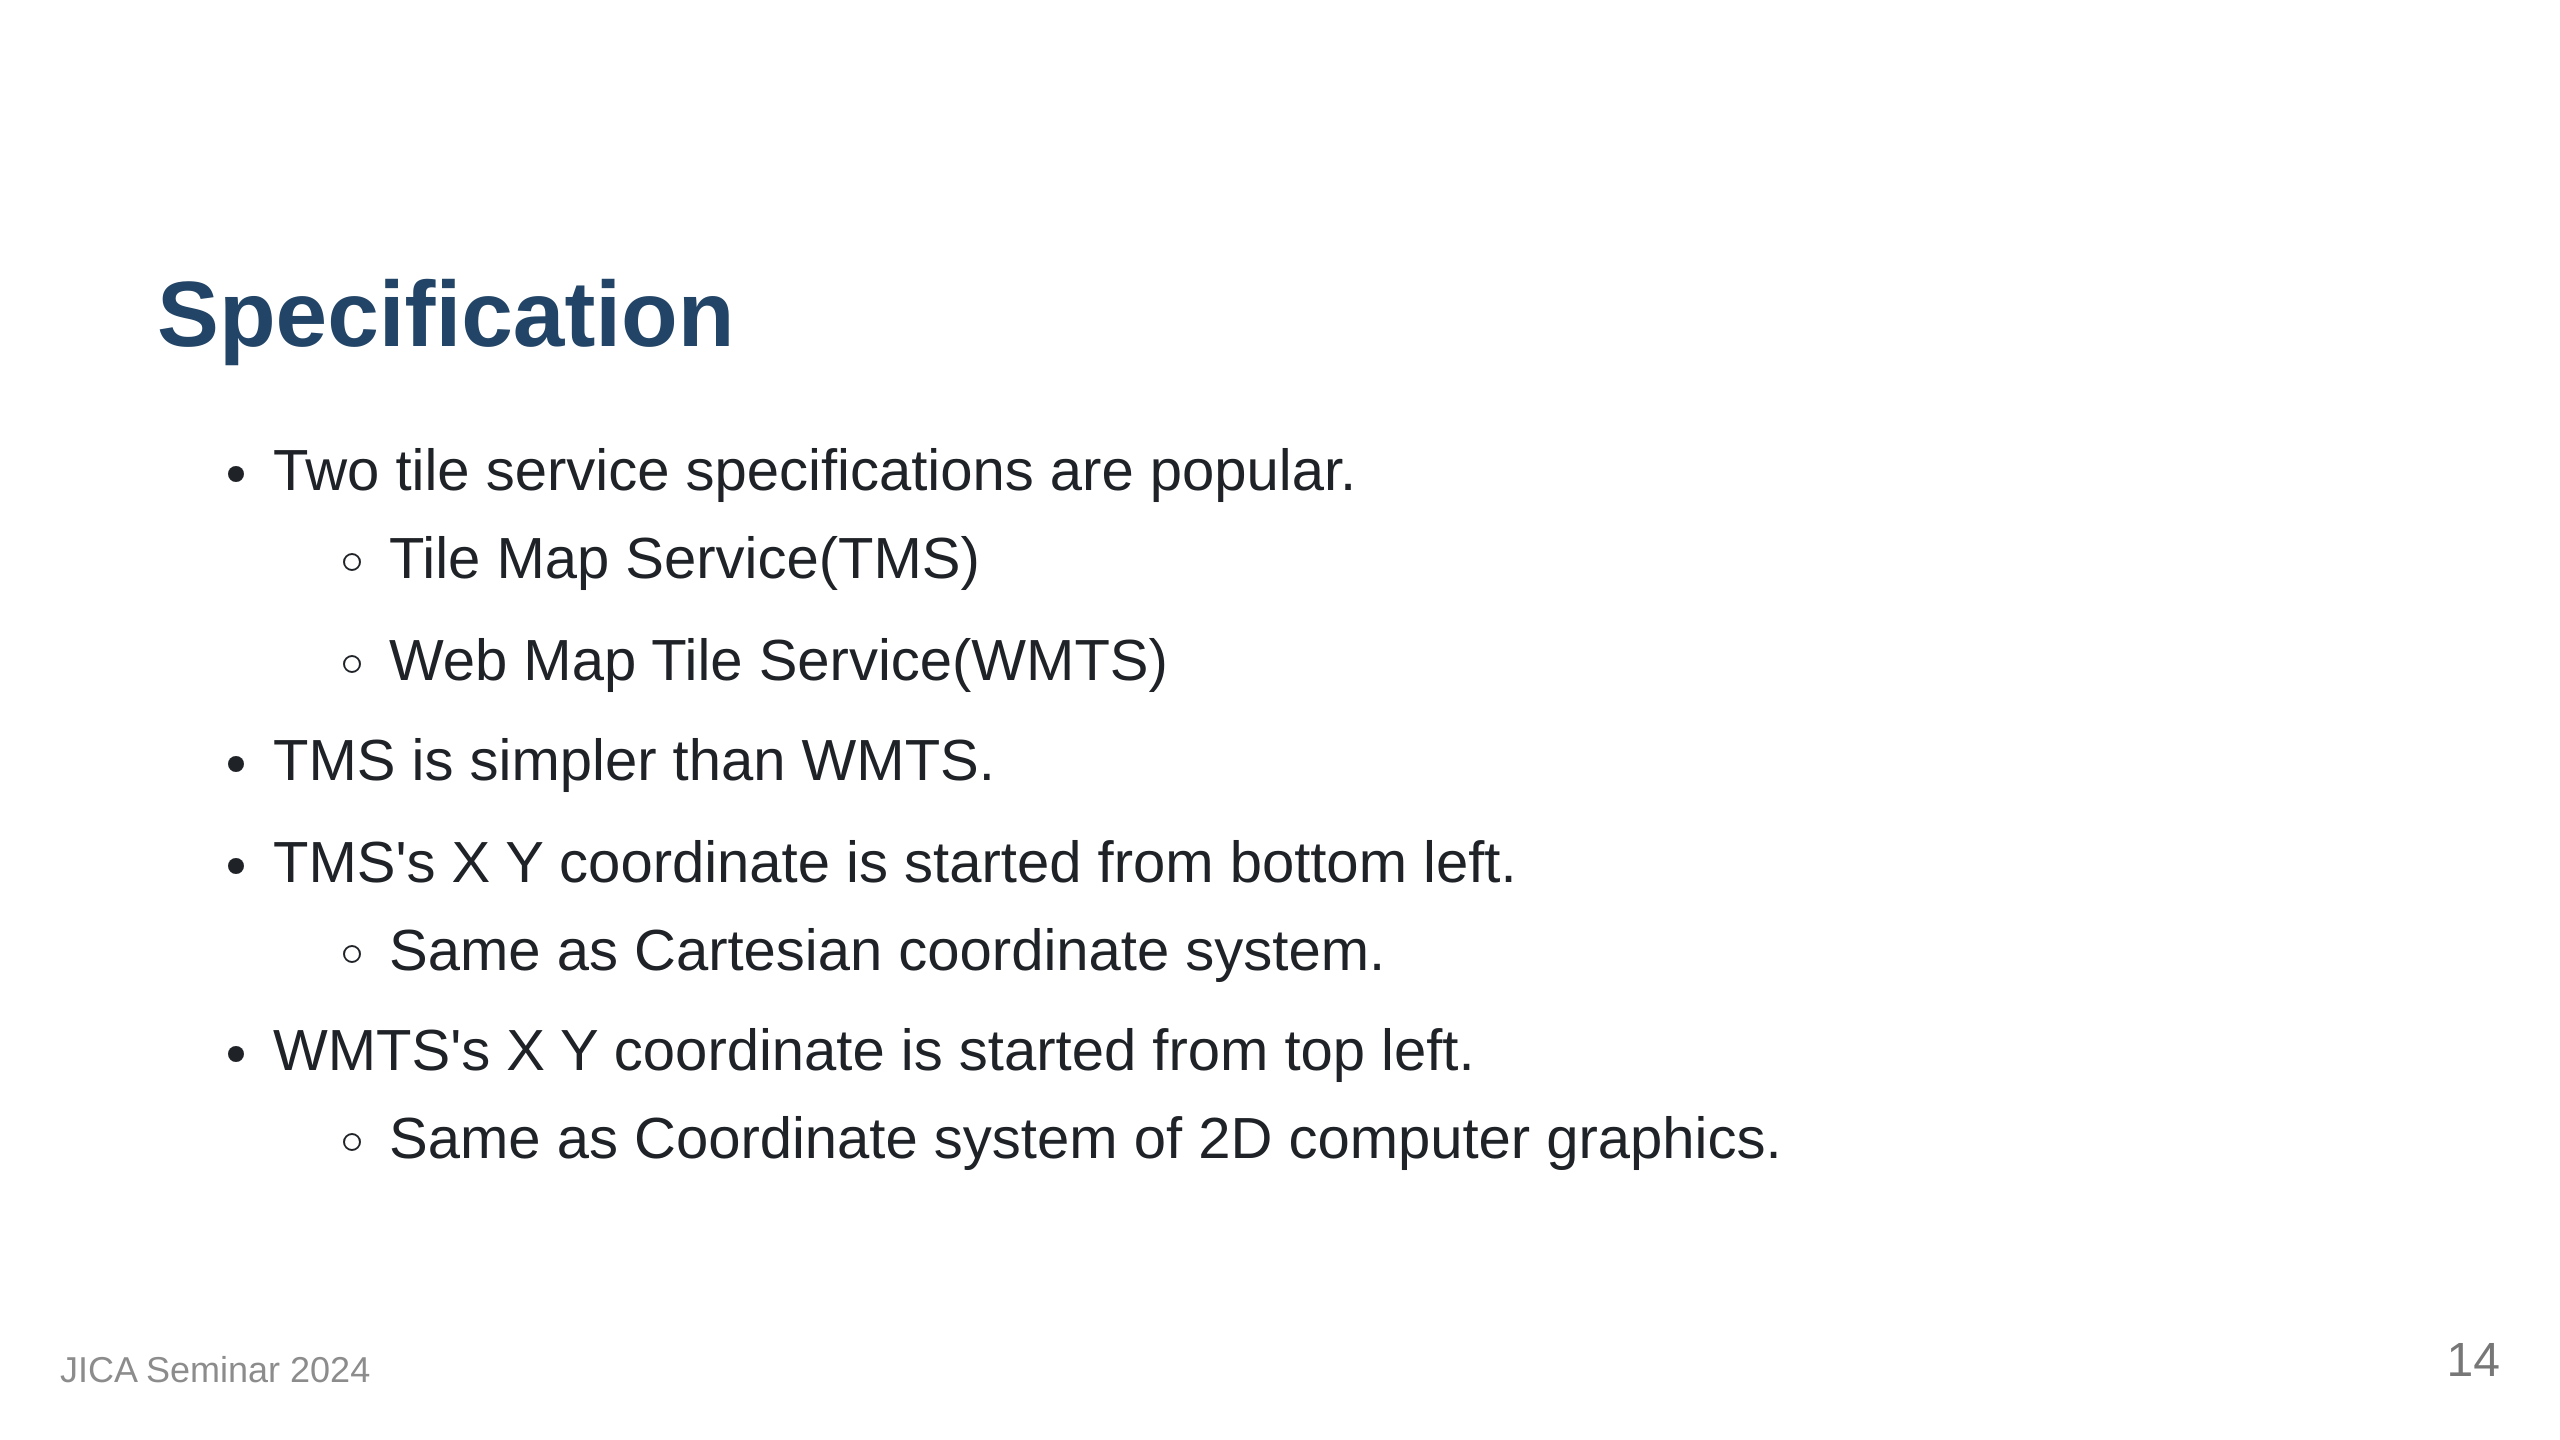 Specification
• Two tile service specifications are popular.
◦ Tile Map Service(TMS)
◦ Web Map Tile Service(WMTS)
• TMS is simpler than WMTS.
• TMS's X Y coordinate is started from bottom left.
◦ Same as Cartesian coordinate system.
• WMTS's X Y coordinate is started from top left.
◦ Same as Coordinate system of 2D computer graphics.
JICA Seminar 2024
14